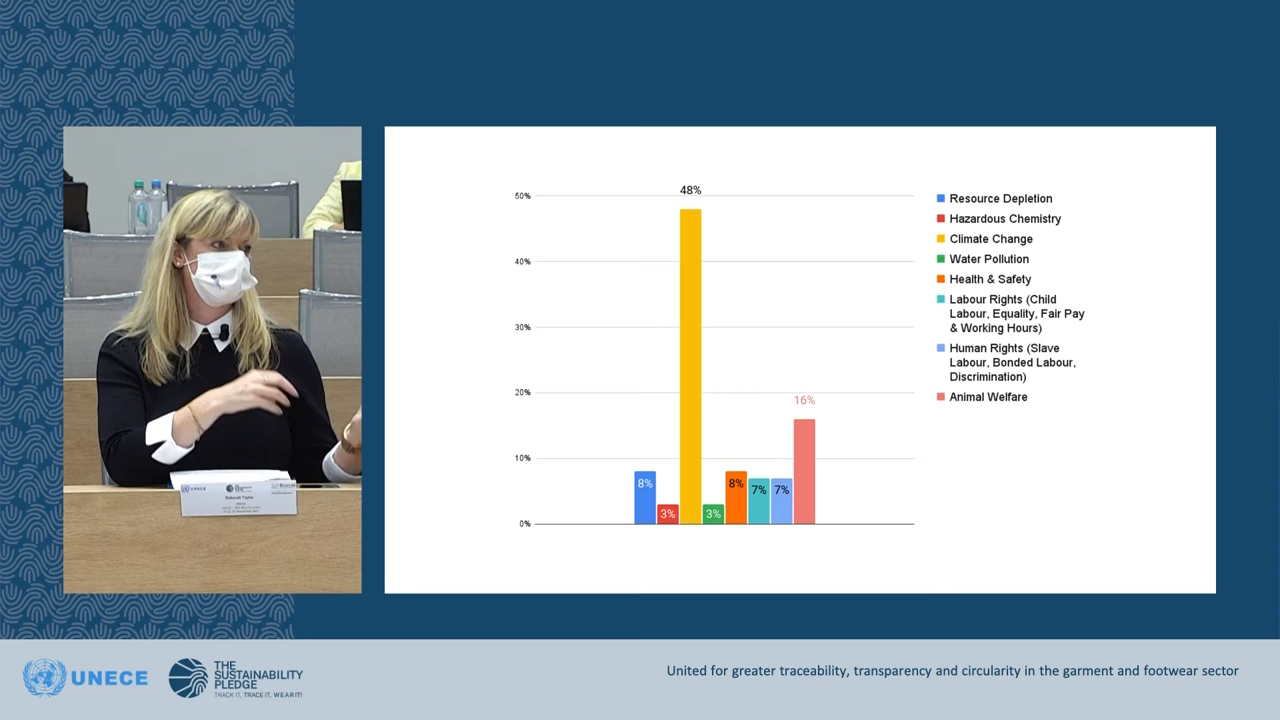 48%
50%
40%
30%
20%
10%
0%
8%
3%
3%
8%
7%
7%
16%
Resource Depletion
Hazardous Chemistry
Climate Change
Water Pollution
Health & Safety
Labour Rights (Child
Labour, Equality, Fair Pay
& Working Hours)
Human Rights (Slave
Labour, Bonded Labour,
Discrimination)
Animal Welfare
UNECE
Deborah Taylor
UNECE
THE
SUSTAINABILITY
PLEDGE
TRACK IT, TRACE IT, WEAR IT!
United for greater traceability, transparency and circularity in the garment and footwear sector